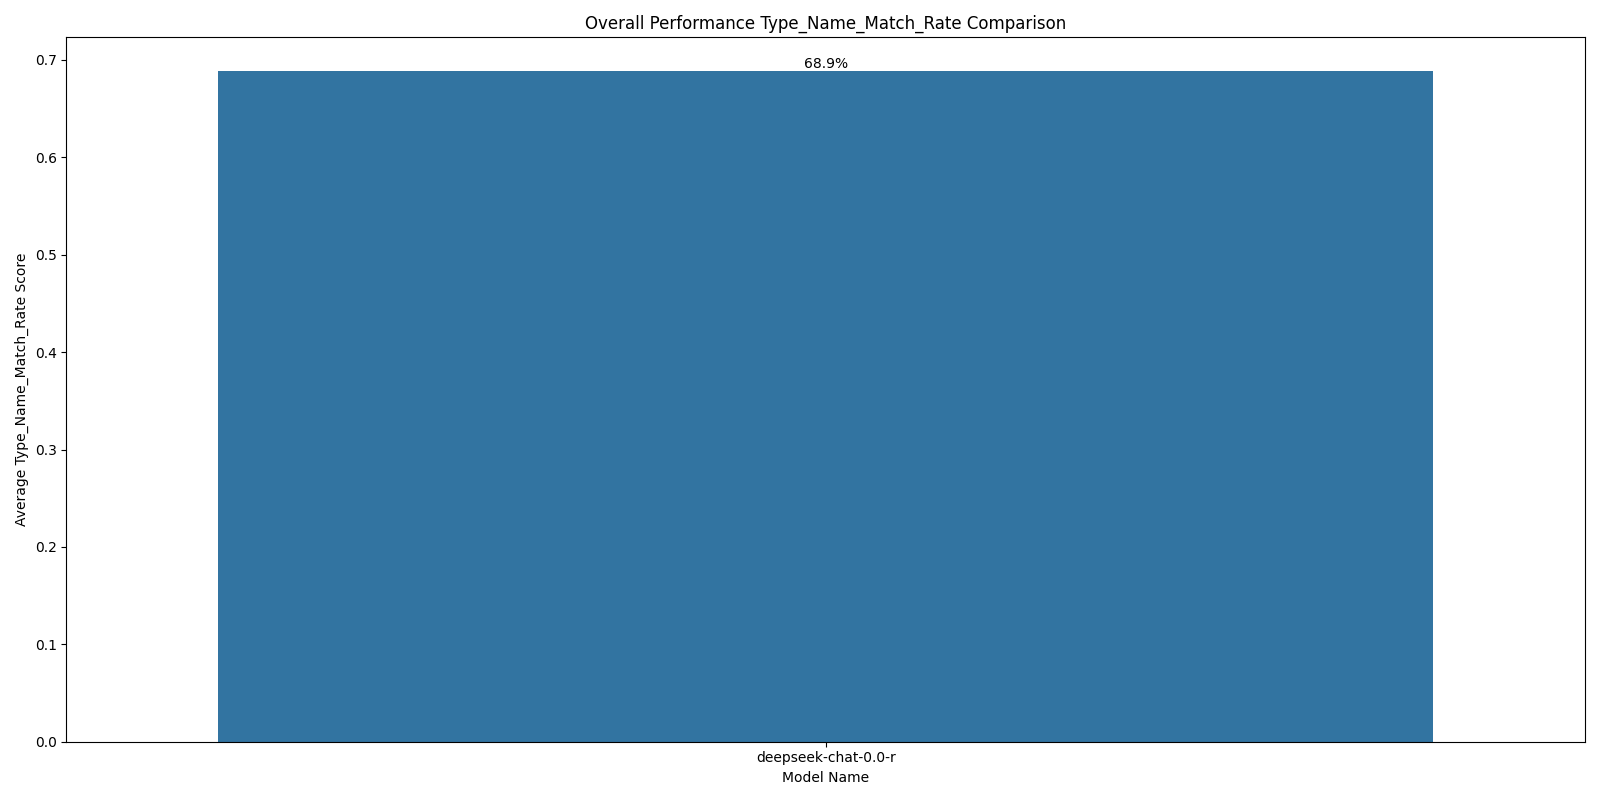 Overall Performance Type_Name_Match_Rate Comparison
68.9%
0.7
0.6
0.5
0.4
0.3
0.2
0.1
0.0
Average Type_Name_Match_Rate Score
deepseek-chat-0.0-r
Model Name